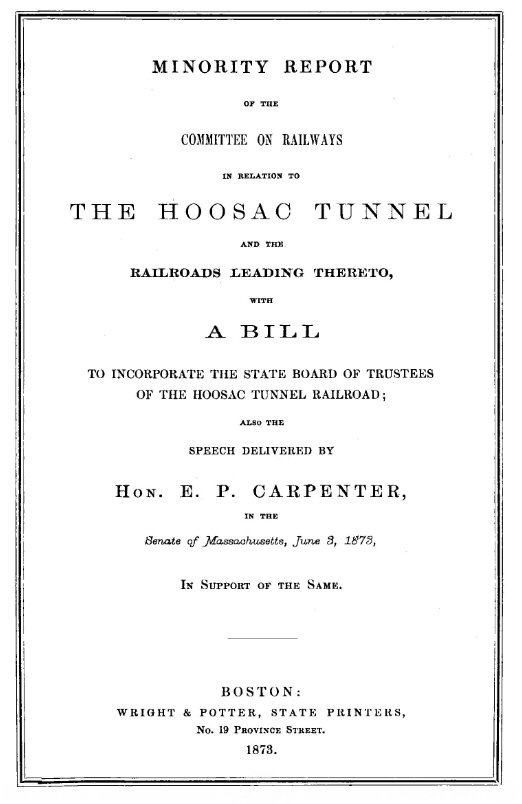 MINORITY REPORT
OF THE
COMMITTEE ON RAILWAYS
IN RELATION TO
THE HOOSAC TUNNEL
AND THE
RAILROADS LEADING THERETO,
WITH
A BILL
TO INCORPORATE THE STATE BOARD OF TRUSTEES
OF THE HOOSAC TUNNEL RAILROAD;
ALSO THE
SPEECH DELIVERED BY
HON. E. P. CARPENTER,
IN THE
Senate of Massachusetts, June 3, 1873,
IN SUPPORT OF THE SAME.
BOSTON:
WRIGHT & POTTER, STATE PRINTERS,
No. 19 PROVINCE STREET.
1873.